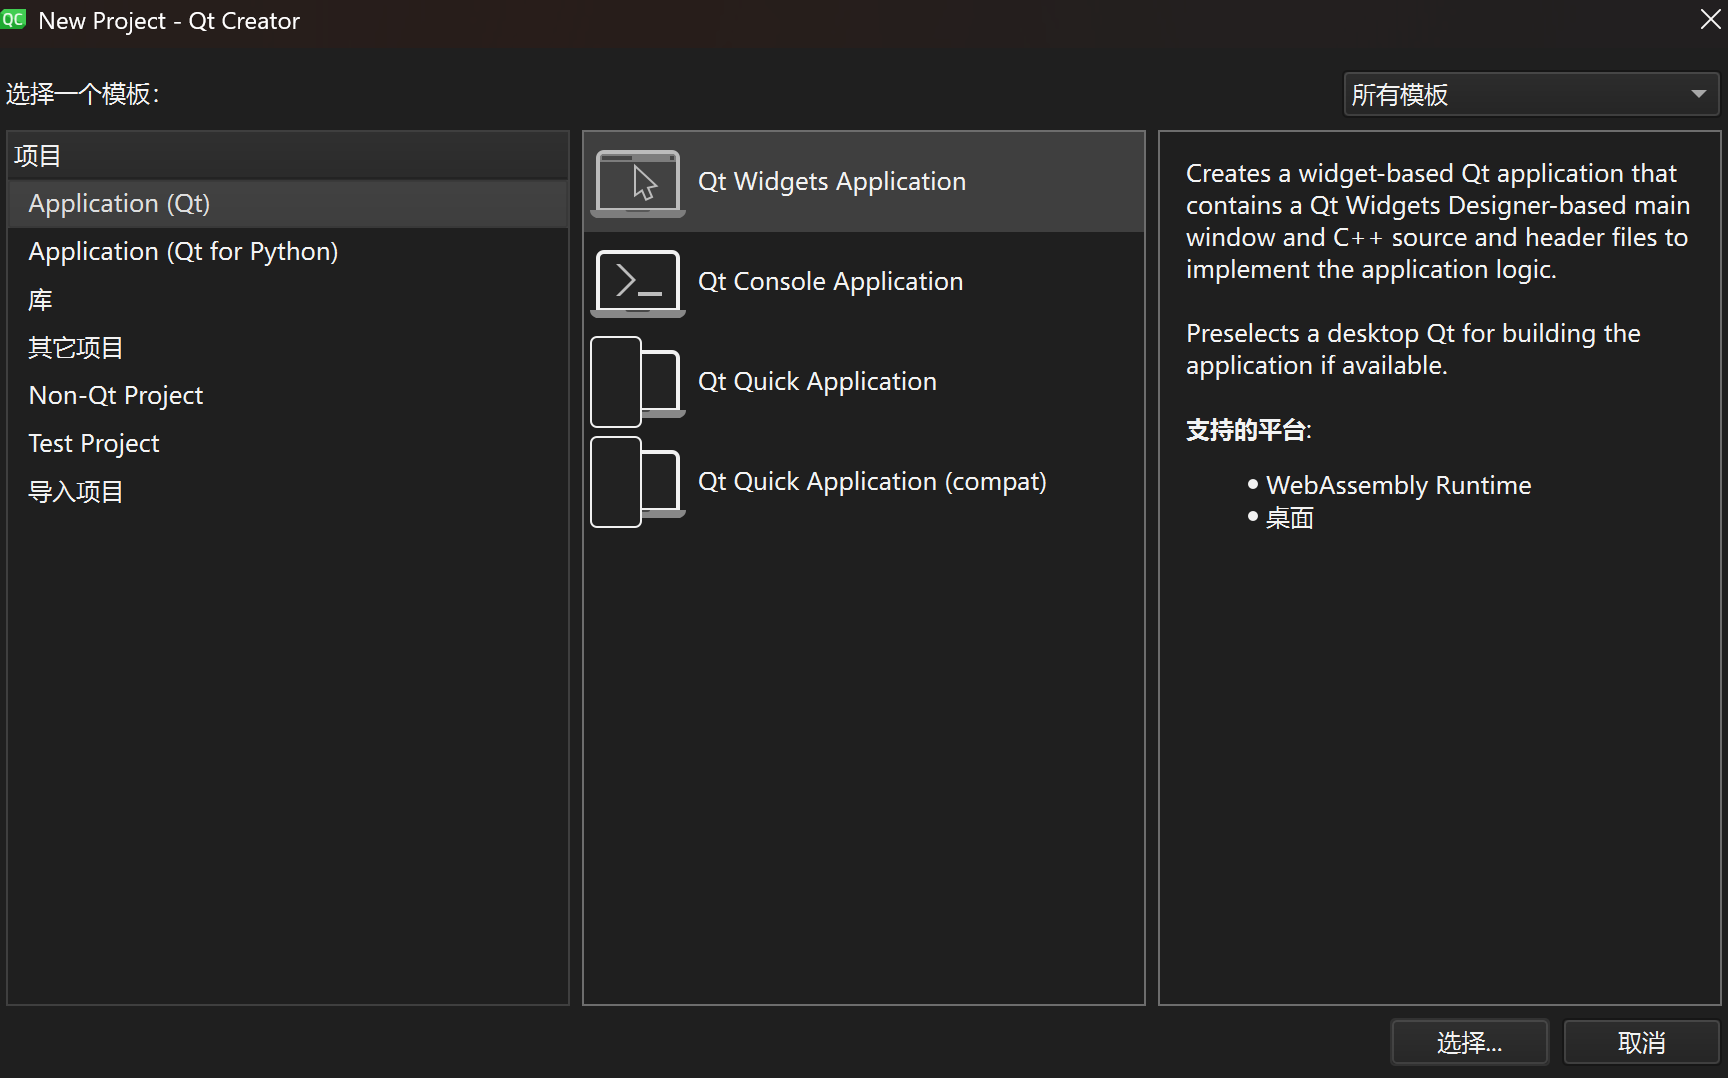 QC New Project - Qt Creator
选择一个模板:
所有模板
项目
Application (Qt)
Application (Qt for Python)
库
其它项目
Non-Qt Project
Test Project
导入项目
Qt Widgets Application
Qt Console Application
Qt Quick Application
Qt Quick Application (compat)
Creates a widget-based Qt application that
contains a Qt Widgets Designer-based main
window and C++ source and header files to
implement the application logic.
Preselects a desktop Qt for building the
application if available.
支持的平台:
• WebAssembly Runtime
• 桌面
选择...
取消